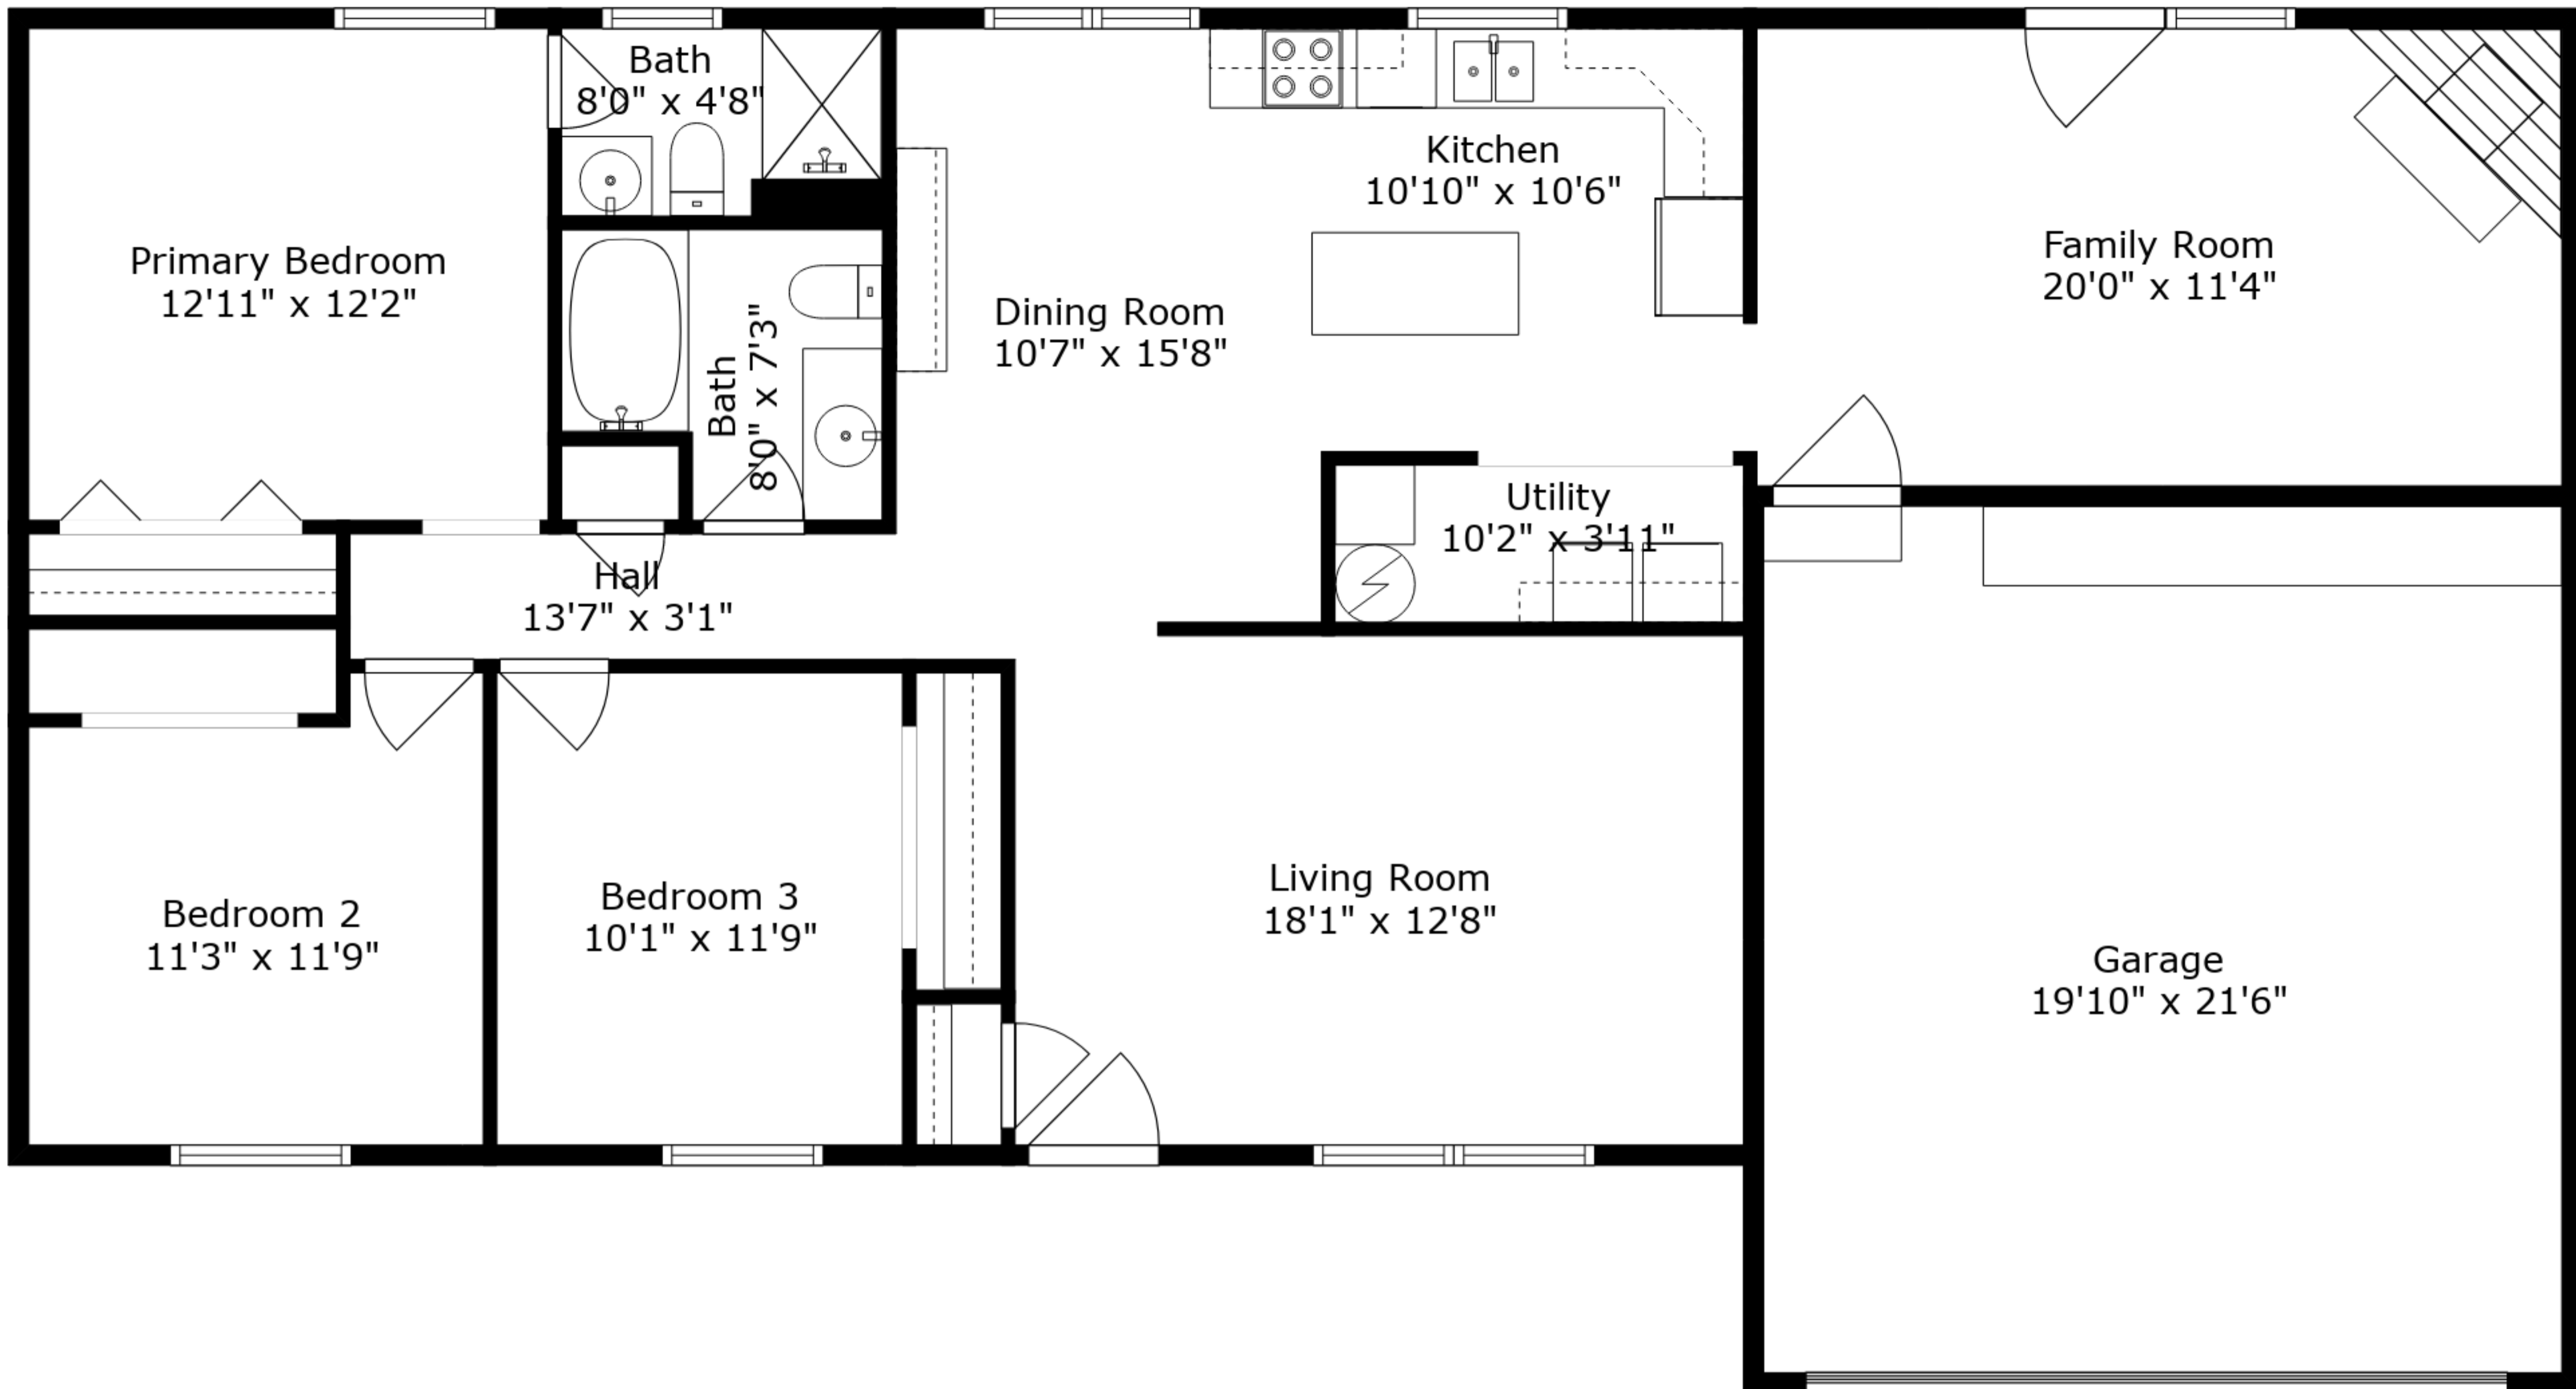 Bath
8'0" x 4'8"
Primary Bedroom
12'11" x 12'2"
Bath
8'0" x 7'3"
Dining Room
10'7" x 15'8"
Kitchen
10'10" x 10'6"
Family Room
20'0" x 11'4"
Utility
10'2" x 3'11"
Hall
13'7" x 3'1"
Bedroom 2
11'3" x 11'9"
Bedroom 3
10'1" x 11'9"
Living Room
18'1" x 12'8"
Garage
19'10" x 21'6"